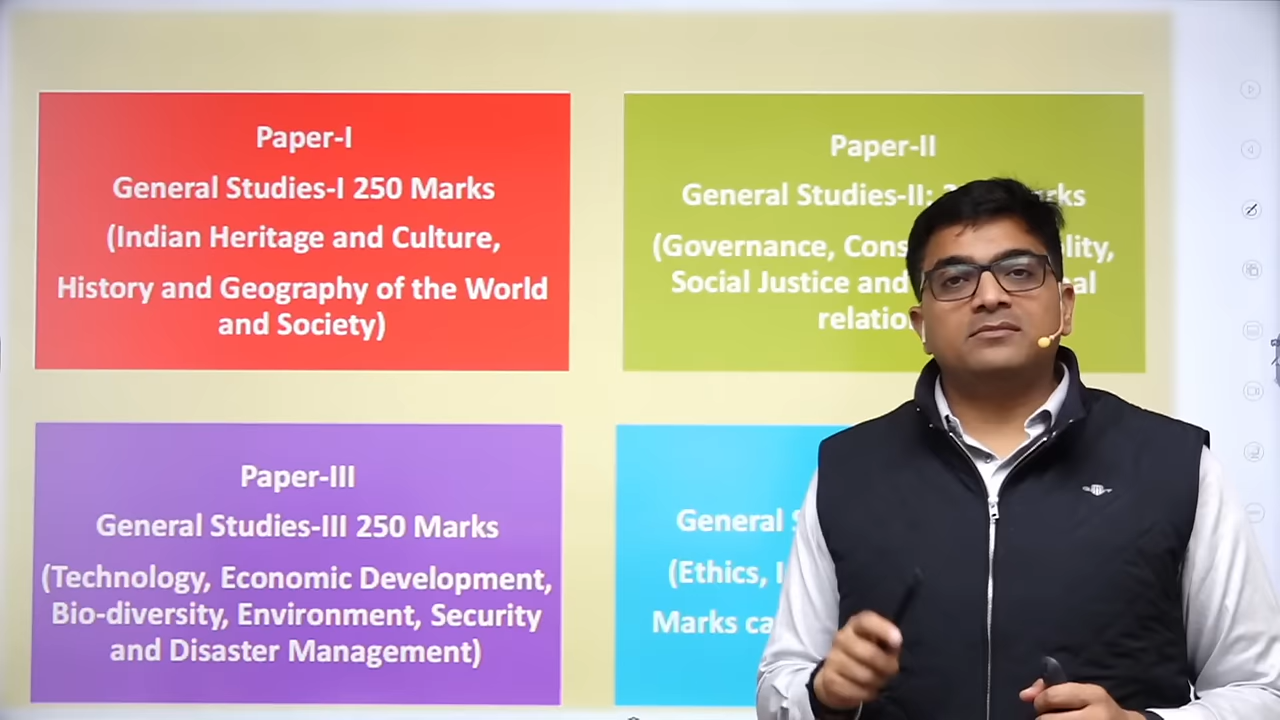 Paper-I
General Studies-I 250 Marks
(Indian Heritage and Culture,
History and Geography of the World
and Society)
Paper-II
General Studies-II:
(Governance,
Social Justice and
Paper-III
General Studies-III 250 Marks
(Technology, Economic Development,
Bio-diversity, Environment, Security
and Disaster Management)
General
(Ethics,
Marks